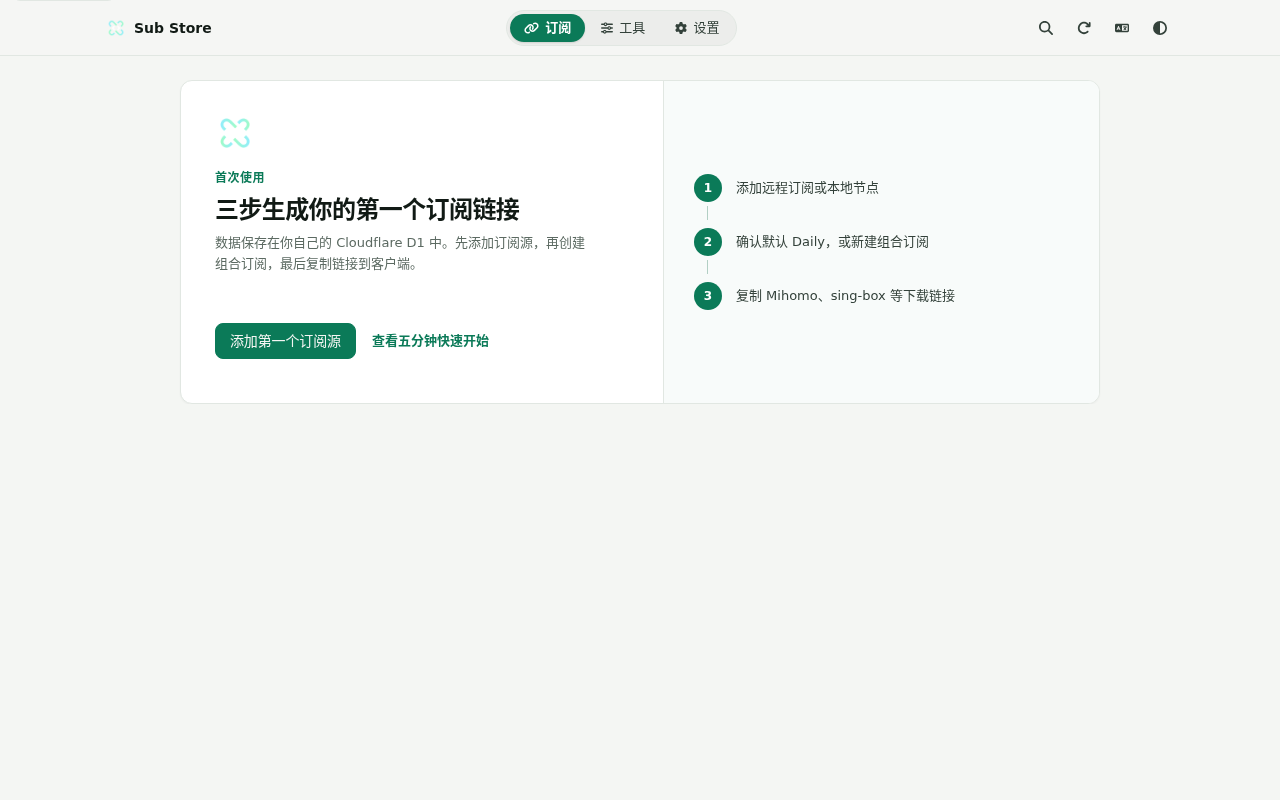 Sub Store
订阅
工具
设置
首次使用
三步生成你的第一个订阅链接
数据保存在你自己的 Cloudflare D1 中。先添加订阅源，再创建
组合订阅，最后复制链接到客户端。
添加第一个订阅源
查看五分钟快速开始
1 添加远程订阅或本地节点
2 确认默认 Daily，或新建组合订阅
3 复制 Mihomo、sing-box 等下载链接